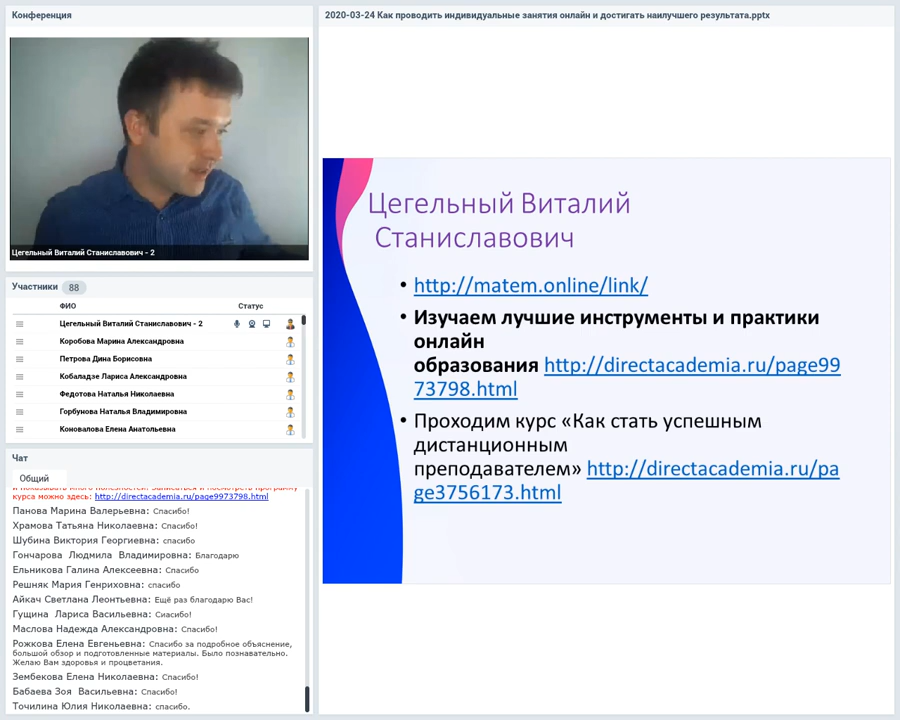 Конференция
Цегельный Виталий Станиславович - 2
Участники 88
ФИО Статус
Цегельный Виталий Станиславович - 2
Коробова Марина Александровна
Петрова Дина Борисовна
Кобаладзе Лариса Александровна
Федотова Наталья Николаевна
Горбунова Наталья Владимировна
Коновалова Елена Анатольевна
Чат
Общий
и показывать много полезностей. Записаться и посмотреть программу
курса можно здесь: http://directacademia.ru/page9973798.html
Панова Марина Валерьевна: Спасибо!
Храмова Татьяна Николаевна: Спасибо!
Шубина Виктория Георгиевна: спасибо
Гончарова Людмила Владимировна: Благодарю
Ельникова Галина Алексеевна: Спасибо
Решняк Мария Генриховна: спасибо
Айкач Светлана Леонтьевна: Ещё раз благодарю Вас!
Гущина Лариса Васильевна: Сиасибо!
Маслова Надежда Александровна: Спасибо!
Рожкова Елена Евгеньевна: Спасибо за подробное объяснение,
большой обзор и подготовленные материалы. Было познавательно.
Желаю Вам здоровья и процветания.
Зембекова Елена Николаевна: Спасибо!
Бабаева Зоя Васильевна: Спасибо!
Точилина Юлия Николаевна: спасибо.
2020-03-24 Как проводить индивидуальные занятия онлайн и достигать наилучшего результата.pptx
Цегельный Виталий
Станиславович
• http://matem.online/link/
• Изучаем лучшие инструменты и практики
онлайн
образования http://directacademia.ru/page99
73798.html
• Проходим курс «Как стать успешным
дистанционным
преподавателем» http://directacademia.ru/pa
ge3756173.html